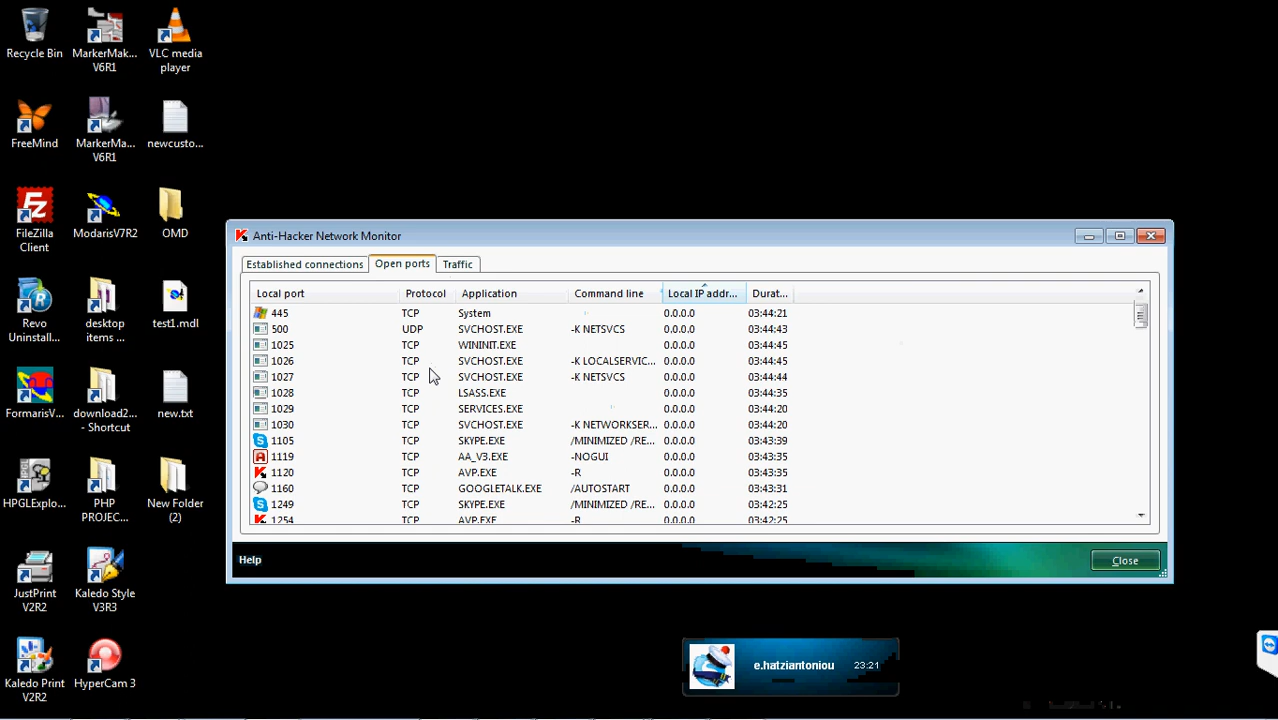 Recycle Bin
MarkerMak...
V6R1
VLC media
player
FreeMind
MarkerMa...
V6R1
newcusto...
FileZilla
Client
ModarisV7R2
OMD
Revo
Uninstall...
desktop
items ...
test1.mdl
FormarisV...
download2...
- Shortcut
new.txt
HPGLExplo...
PHP
PROJEC...
New Folder
(2)
JustPrint
V2R2
Kaledo Style
V3R3
Kaledo Print
V2R2
HyperCam 3
Anti-Hacker Network Monitor
Established connections Open ports Traffic
Local port Protocol Application Command line Local IP addr... Durat...
445 TCP System 0.0.0.0 03:44:21
500 UDP SVCHOST.EXE -K NETSVCS 0.0.0.0 03:44:43
1025 TCP WININIT.EXE 0.0.0.0 03:44:45
1026 TCP SVCHOST.EXE -K LOCALSERVIC... 0.0.0.0 03:44:45
1027 TCP SVCHOST.EXE -K NETSVCS 0.0.0.0 03:44:44
1028 TCP LSASS.EXE 0.0.0.0 03:44:35
1029 TCP SERVICES.EXE 0.0.0.0 03:44:20
1030 TCP SVCHOST.EXE -K NETWORKSER... 0.0.0.0 03:44:20
1105 TCP SKYPE.EXE /MINIMIZED /RE... 0.0.0.0 03:43:39
1119 TCP AA_V3.EXE -NOGUI 0.0.0.0 03:43:35
1120 TCP AVP.EXE -R 0.0.0.0 03:43:35
1160 TCP GOOGLETALK.EXE /AUTOSTART 0.0.0.0 03:43:31
1249 TCP SKYPE.EXE /MINIMIZED /RE... 0.0.0.0 03:42:25
1254 TCP AVP.EXE -R 0.0.0.0 03:42:25
Help
Close
e.hatziantoniou 23:21